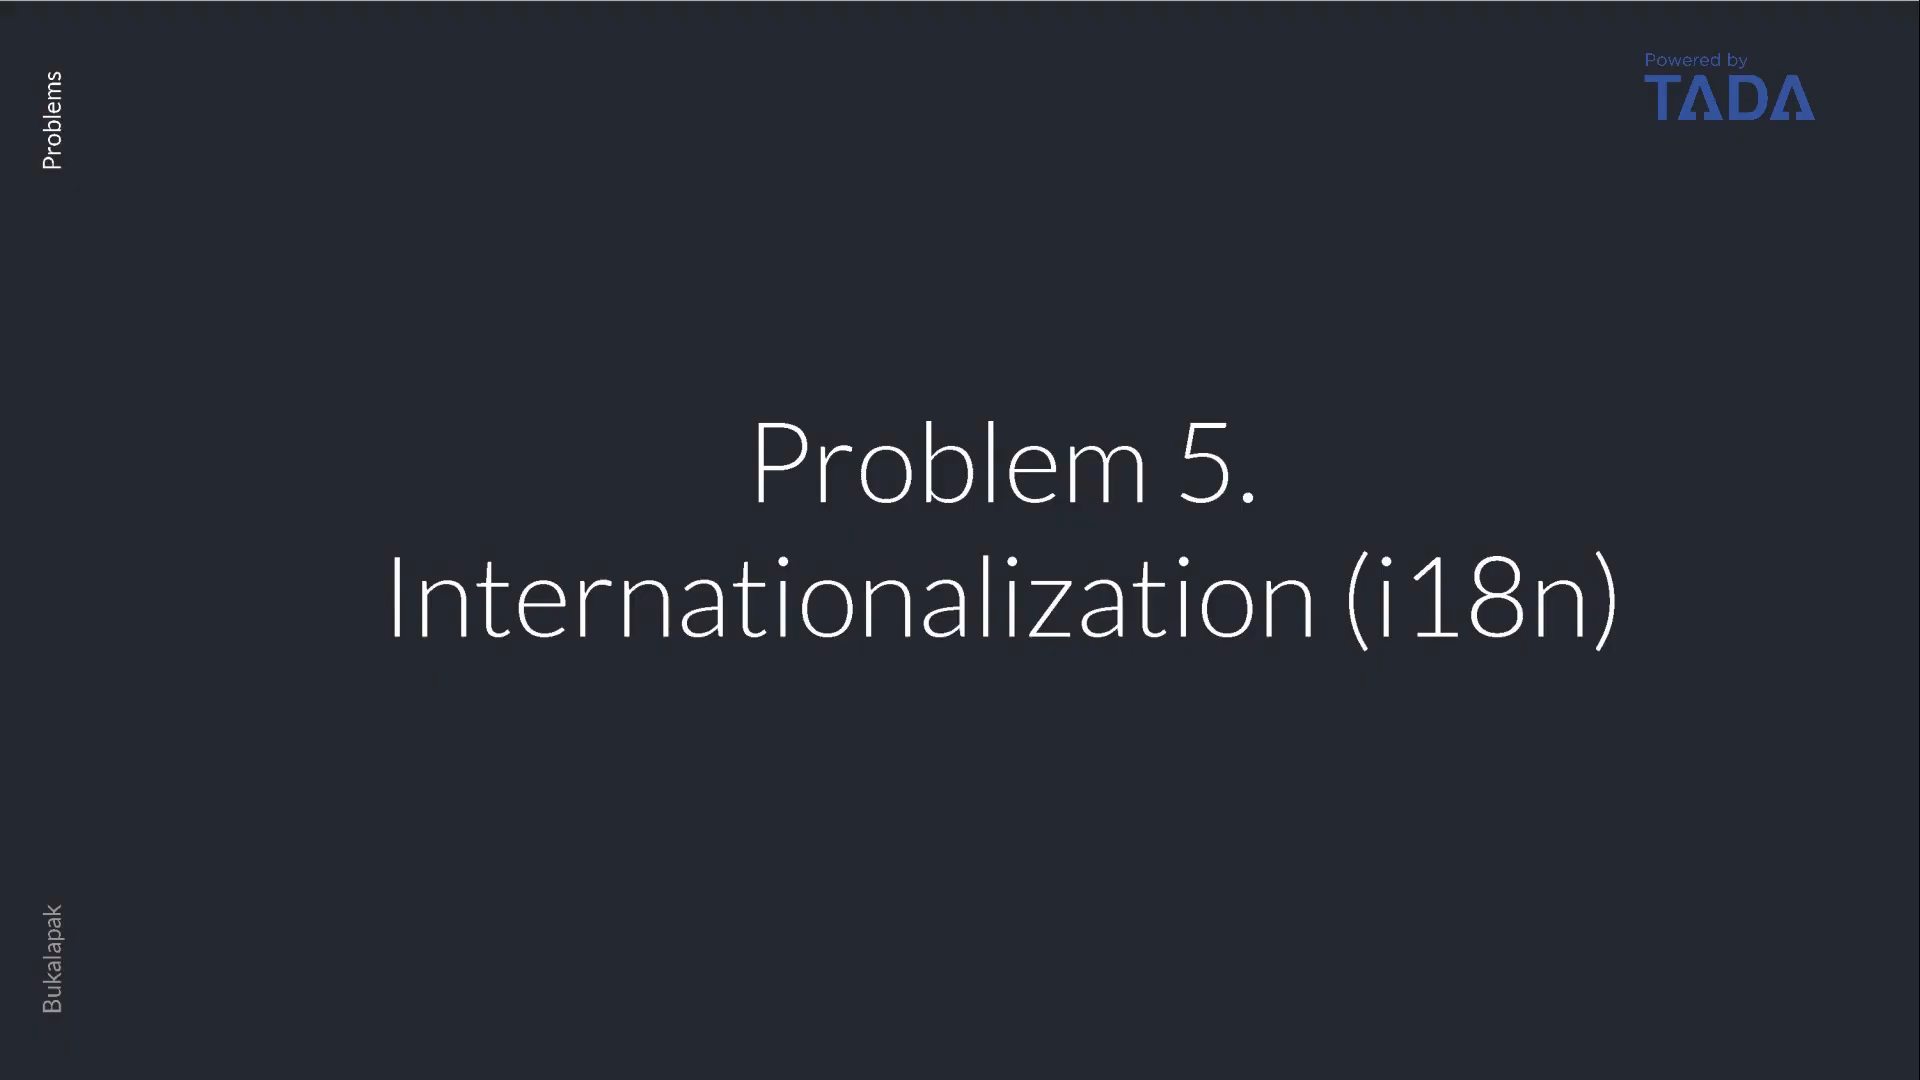 Problems
Powered by
TADA
Problem 5.
Internationalization (i18n)
Bukalapak